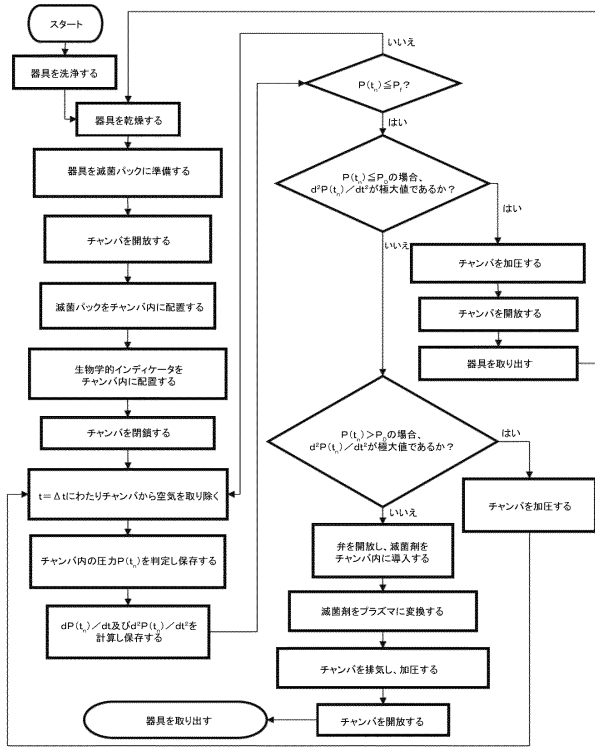 スタート
器具を洗浄する
器具を乾燥する
器具を滅菌パックに準備する
チャンバを開放する
滅菌パックをチャンバ内に配置する
生物学的インディケータを
チャンバ内に配置する
チャンバを閉鎖する
t=Δtにわたりチャンバから空気を取り除く
チャンバ内の圧力P(tn)を判定し保存する
dP(tn)/dt及びd²P(tn)/dt²を
計算し保存する
いいえ
P(tn)≦Pf?
はい
P(tn)≦P0の場合、
d²P(tn)/dt²が極大値であるか?
はい
いいえ
チャンバを加圧する
チャンバを開放する
器具を取り出す
P(tn)>P0の場合、
d²P(tn)/dt²が極大値であるか?
はい
いいえ
チャンバを加圧する
弁を開放し、滅菌剤を
チャンバ内に導入する
滅菌剤をプラズマに変換する
チャンバを排気し、加圧する
チャンバを開放する
器具を取り出す